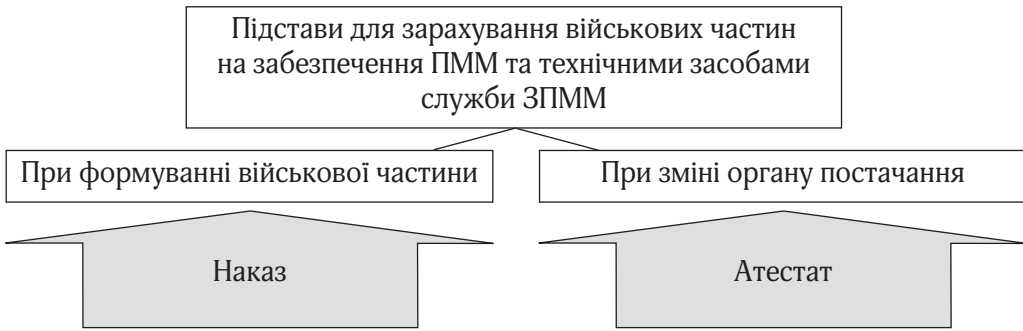 Підстави для зарахування військових частин
на забезпечення ПММ та технічними засобами
служби ЗПММ
При формуванні військової частини
При зміні органу постачання
Наказ
Атестат